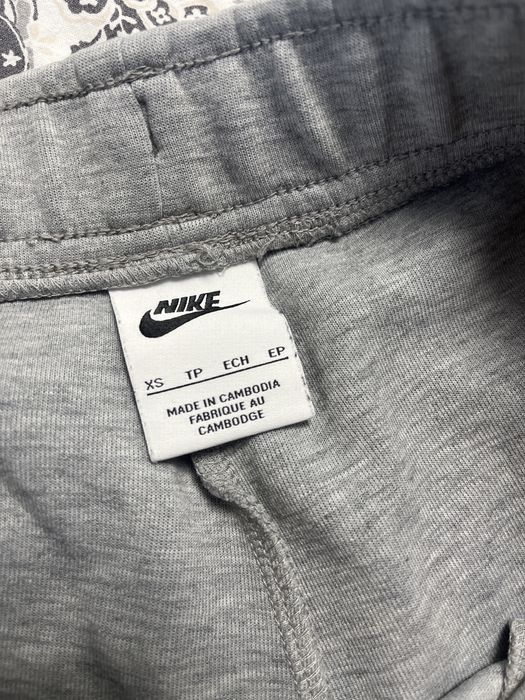 NIKE
XS TP ECH EP
MADE IN CAMBODIA
FABRIQUE AU
CAMBODGE